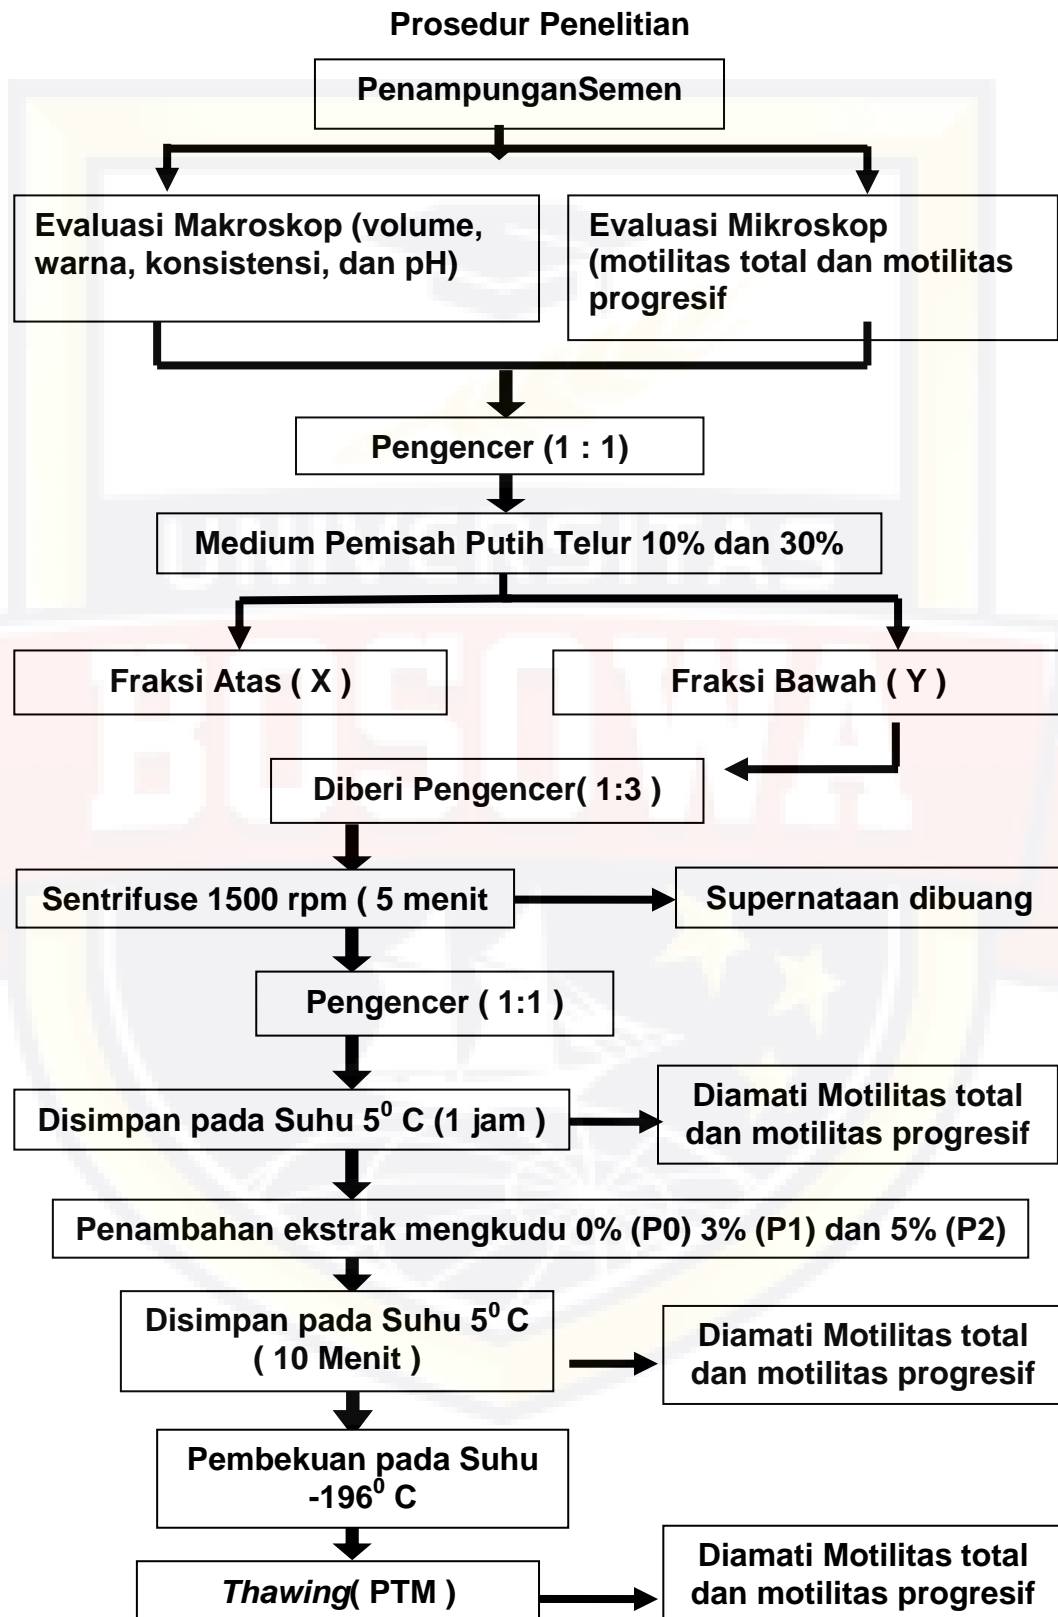 Prosedur Penelitian
PenampunganSemen
Evaluasi Makroskop (volume,
warna, konsistensi, dan pH)
Evaluasi Mikroskop
(motilitas total dan motilitas
progresif
Pengencer (1 : 1)
Medium Pemisah Putih Telur 10% dan 30%
UNIVERSITAS
Fraksi Atas ( X )
Fraksi Bawah ( Y )
BOSOWA
Diberi Pengencer( 1:3 )
Sentrifuse 1500 rpm ( 5 menit
Supernataan dibuang
Pengencer ( 1:1 )
Disimpan pada Suhu 5⁰ C (1 jam )
Diamati Motilitas total
dan motilitas progresif
Penambahan ekstrak mengkudu 0% (P0) 3% (P1) dan 5% (P2)
Disimpan pada Suhu 5⁰ C
( 10 Menit )
Diamati Motilitas total
dan motilitas progresif
Pembekuan pada Suhu
-196⁰ C
Thawing( PTM )
Diamati Motilitas total
dan motilitas progresif